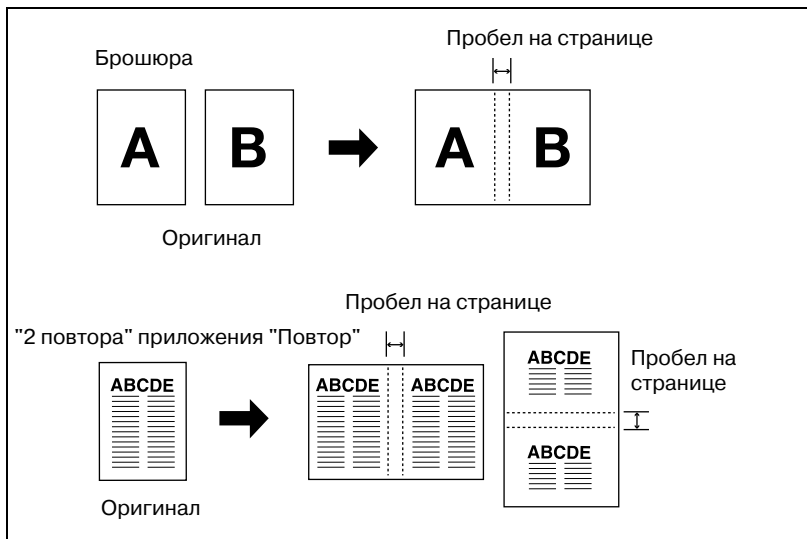 Пробел на странице
Брошюра
A B A B
Оригинал
Пробел на странице
"2 повтора" приложения "Повтор"
ABCDE
ABCDE ABCDE
ABCDE
Пробел на
странице
ABCDE
Оригинал